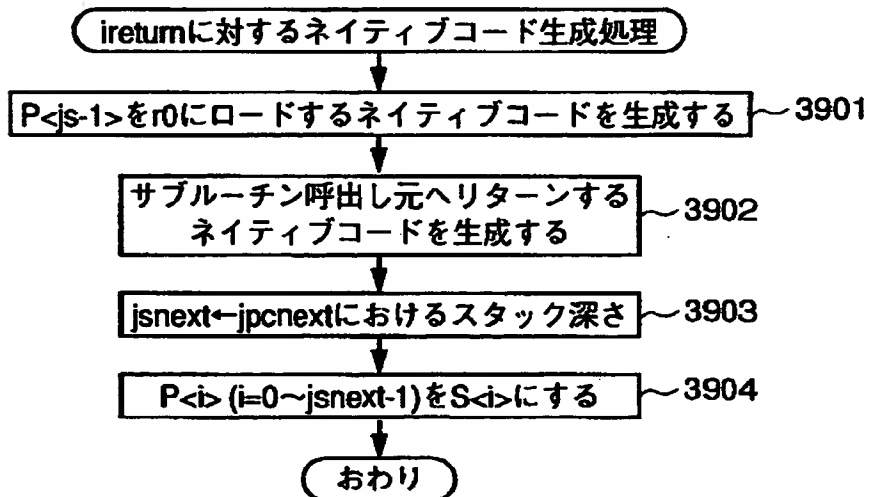 ireturnに対するネイティブコード生成処理
P<js-1>をr0にロードするネイティブコードを生成する
3901
サブルーチン呼出し元へリターンする
ネイティブコードを生成する
3902
jsnext←jpcnextにおけるスタック深さ
3903
P<i> (i=0~jsnext-1)をS<i>にする
3904
おわり